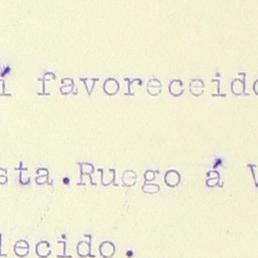 í favoreceido
sta.Ruego á V
lecido.